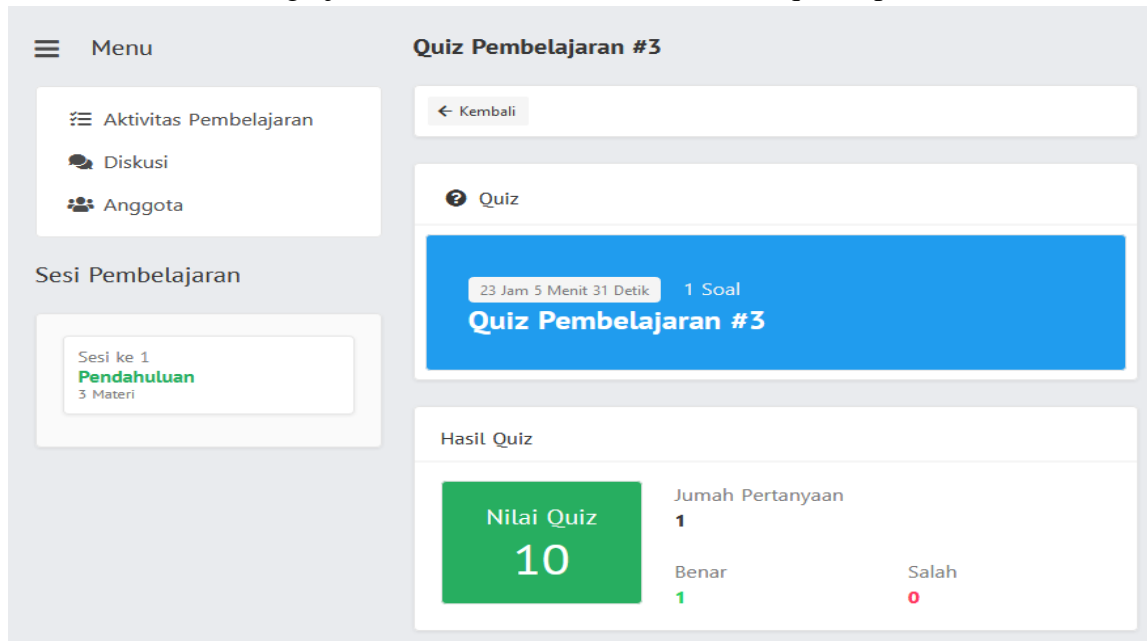 Menu
Aktivitas Pembelajaran
Diskusi
Anggota
Sesi Pembelajaran
Sesi ke 1
Pendahuluan
3 Materi
Quiz Pembelajaran #3
Kembali
Quiz
23 Jam 5 Menit 31 Detik 1 Soal
Quiz Pembelajaran #3
Hasil Quiz
Nilai Quiz
10
Jumah Pertanyaan
1
Benar Salah
1 0